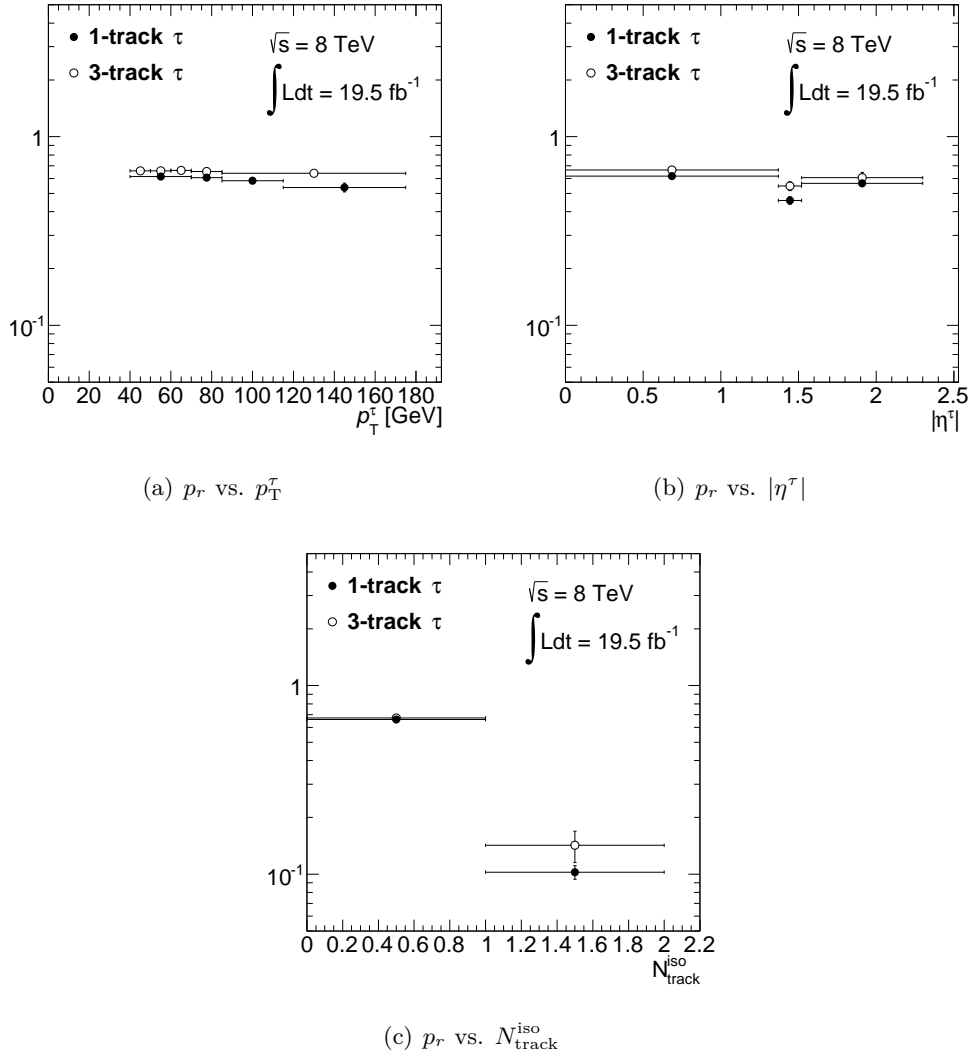 1-track τ
3-track τ
√s = 8 TeV
∫Ldt = 19.5 fb⁻¹
1
10⁻¹
0 20 40 60 80 100 120 140 160 180
p_T^τ [GeV]
(a) p_r vs. p_T^τ
1-track τ
3-track τ
√s = 8 TeV
∫Ldt = 19.5 fb⁻¹
1
10⁻¹
0 0.5 1 1.5 2 2.5
|η^τ|
(b) p_r vs. |η^τ|
1-track τ
3-track τ
√s = 8 TeV
∫Ldt = 19.5 fb⁻¹
1
10⁻¹
0 0.2 0.4 0.6 0.8 1 1.2 1.4 1.6 1.8 2 2.2
N_track^iso
(c) p_r vs. N_track^iso